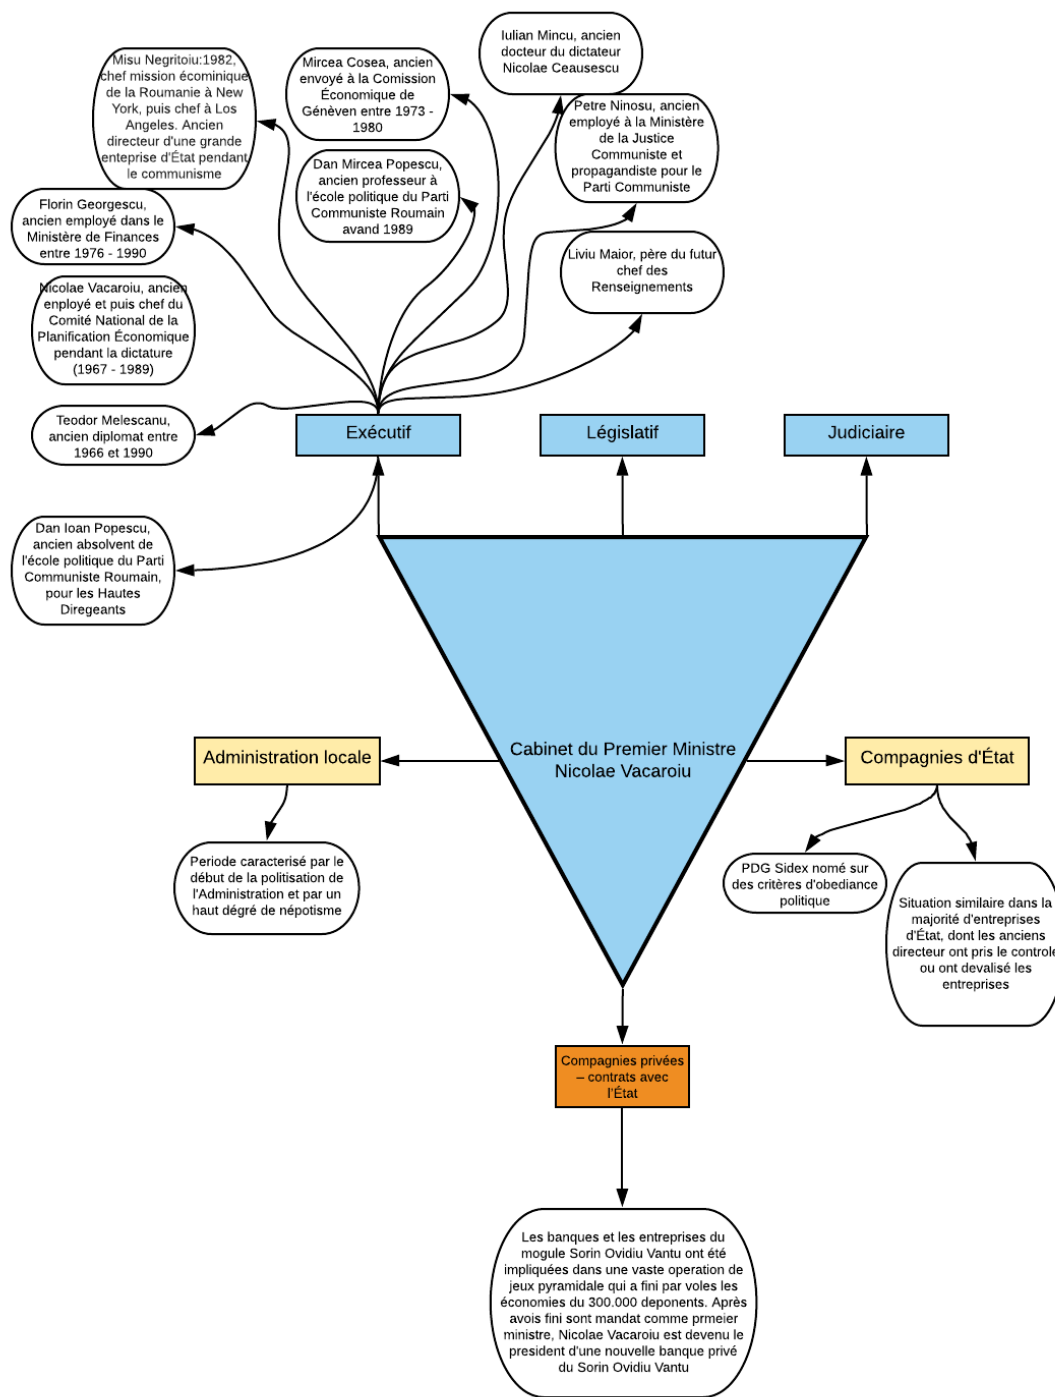 Iulian Mincu, ancien
docteur du dictateur
Nicolae Ceausescu
Misu Negritoiu:1982,
chef mission écominique
de la Roumanie à New
York, puis chef à Los
Angeles. Ancien
directeur d'une grande
enteprise d'État pendant
le communisme
Mircea Cosea, ancien
envoyé à la Comission
Économique de
Généven entre 1973 -
1980
Petre Ninosu, ancien
employé à la Ministère
de la Justice
Communiste et
propagandiste pour le
Parti Communiste
Dan Mircea Popescu,
ancien professeur à
l'école politique du Parti
Communiste Roumain
avand 1989
Florin Georgescu,
ancien employé dans le
Ministère de Finances
entre 1976 - 1990
Liviu Maior, père du futur
chef des
Renseignements
Nicolae Vacaroiu, ancien
enployé et puis chef du
Comité National de la
Planification Économique
pendant la dictature
(1967 - 1989)
Teodor Melescanu,
ancien diplomat entre
1966 et 1990
Exécutif
Législatif
Judiciaire
Dan Ioan Popescu,
ancien absolvent de
l'école politique du Parti
Communiste Roumain,
pour les Hautes
Diregeants
Cabinet du Premier Ministre
Nicolae Vacaroiu
Administration locale
Compagnies d'État
Periode caracterisé par le
début de la politisation de
l'Administration et par un
haut dégré de népotisme
PDG Sidex nomé sur
des critères d'obediance
politique
Situation similaire dans la
majorité d'entreprises
d'État, dont les anciens
directeur ont pris le controle
ou ont devalisé les
entreprises
Compagnies privées
– contrats avec
l'État
Les banques et les entreprises du
mogule Sorin Ovidiu Vantu ont été
impliquées dans une vaste operation de
jeux pyramidale qui a fini par voles les
économies du 300.000 deponents. Après
avois fini sont mandat comme prmeier
ministre, Nicolae Vacaroiu est devenu le
president d'une nouvelle banque privé
du Sorin Ovidiu Vantu